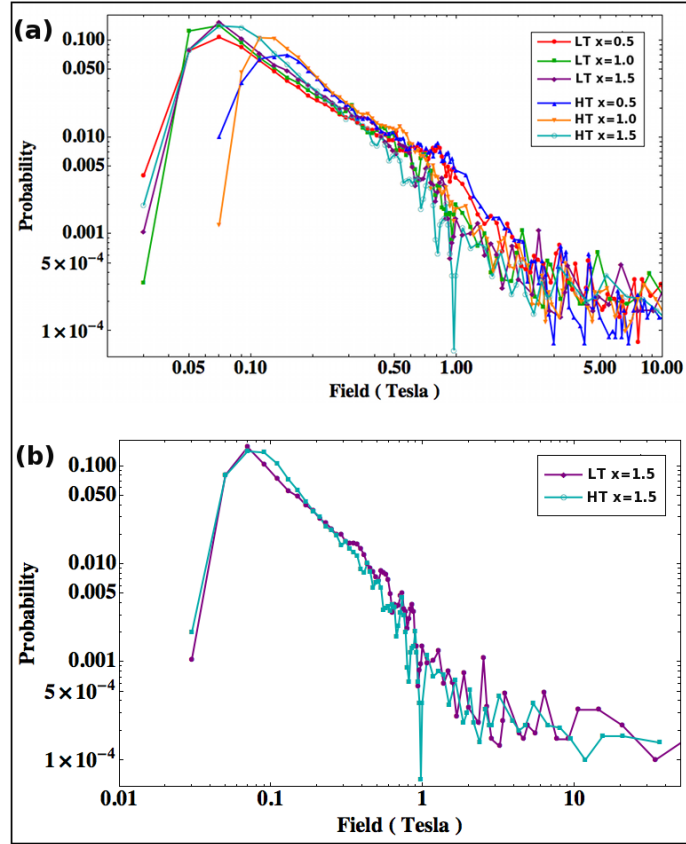 (a)
0.100
0.050
0.010
0.005
0.001
5 × 10⁻⁴
1 × 10⁻⁴
Probability
LT x=0.5
LT x=1.0
LT x=1.5
HT x=0.5
HT x=1.0
HT x=1.5
0.05 0.10 0.50 1.00 5.00 10.00
Field ( Tesla )
(b)
0.100
0.050
0.010
0.005
0.001
5 × 10⁻⁴
1 × 10⁻⁴
Probability
LT x=1.5
HT x=1.5
0.01 0.1 1 10
Field ( Tesla )